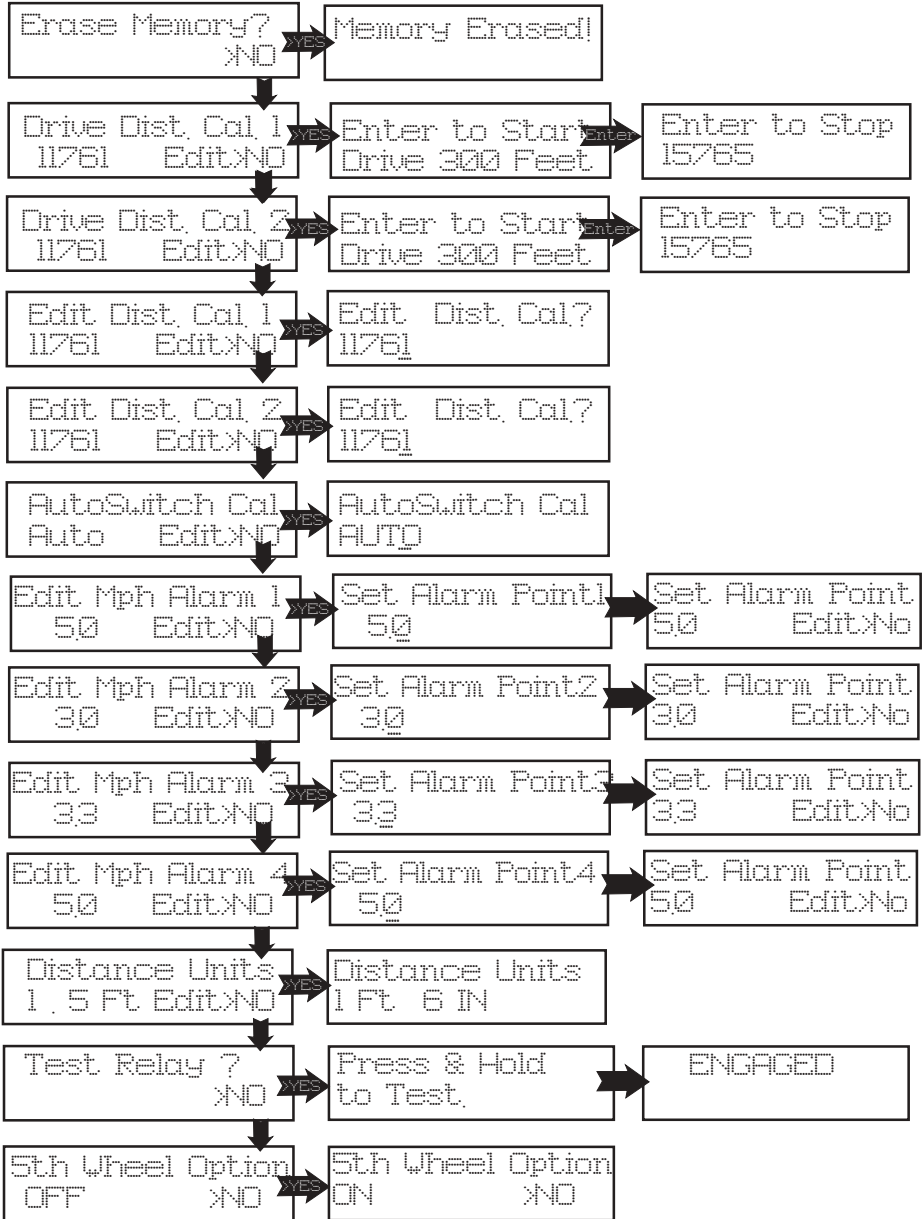 Erase Memory?
>NO
>YES
Memory Erased!
Drive Dist. Cal. 1
11761 Edit>NO
>YES
Enter to Start
Drive 300 Feet
Enter
Enter to Stop
15765
Drive Dist. Cal. 2
11761 Edit>NO
>YES
Enter to Start
Drive 300 Feet
Enter
Enter to Stop
15765
Edit Dist. Cal. 1
11761 Edit>NO
>YES
Edit Dist. Cal.?
11761
Edit Dist. Cal. 2
11761 Edit>NO
>YES
Edit Dist. Cal?
11761
AutoSwitch Cal
Auto Edit>NO
>YES
AutoSwitch Cal
AUTO
Edit Mph Alarm 1
5.0 Edit>NO
>YES
Set Alarm Point1
5.0
Set Alarm Point
5.0 Edit>No
Edit Mph Alarm 2
3.0 Edit>NO
>YES
Set Alarm Point2
3.0
Set Alarm Point
3.0 Edit>No
Edit Mph Alarm 3
3.3 Edit>NO
>YES
Set Alarm Point3
3.3
Set Alarm Point
3.3 Edit>No
Edit Mph Alarm 4
5.0 Edit>NO
>YES
Set Alarm Point4
5.0
Set Alarm Point
5.0 Edit>No
Distance Units
1 . 5 Ft Edit>NO
>YES
Distance Units
1 Ft 6 IN
Test Relay ?
>NO
>YES
Press & Hold
to Test.
ENGAGED
5th Wheel Option
OFF >NO
>YES
5th Wheel Option
ON >NO